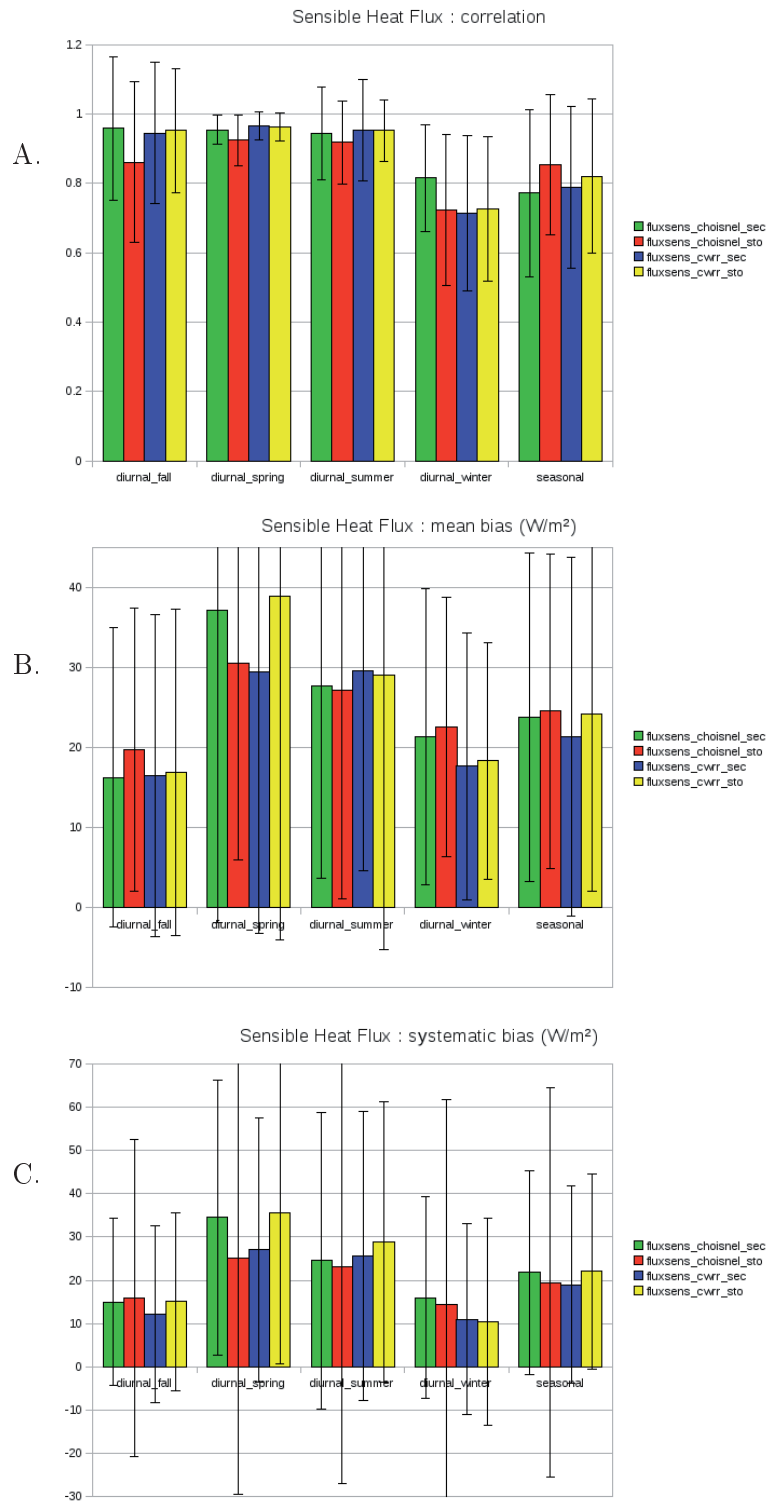 Sensible Heat Flux : correlation
A.
1.2
1
0.8
0.6
0.4
0.2
0
diurnal_fall diurnal_spring diurnal_summer diurnal_winter seasonal
fluxsens_choisnel_sec
fluxsens_choisnel_sto
fluxsens_cwrr_sec
fluxsens_cwrr_sto
Sensible Heat Flux : mean bias (W/m²)
B.
40
30
20
10
0
-10
diurnal_fall diurnal_spring diurnal_summer diurnal_winter seasonal
fluxsens_choisnel_sec
fluxsens_choisnel_sto
fluxsens_cwrr_sec
fluxsens_cwrr_sto
Sensible Heat Flux : systematic bias (W/m²)
C.
70
60
50
40
30
20
10
0
-10
-20
-30
diurnal_fall diurnal_spring diurnal_summer diurnal_winter seasonal
fluxsens_choisnel_sec
fluxsens_choisnel_sto
fluxsens_cwrr_sec
fluxsens_cwrr_sto